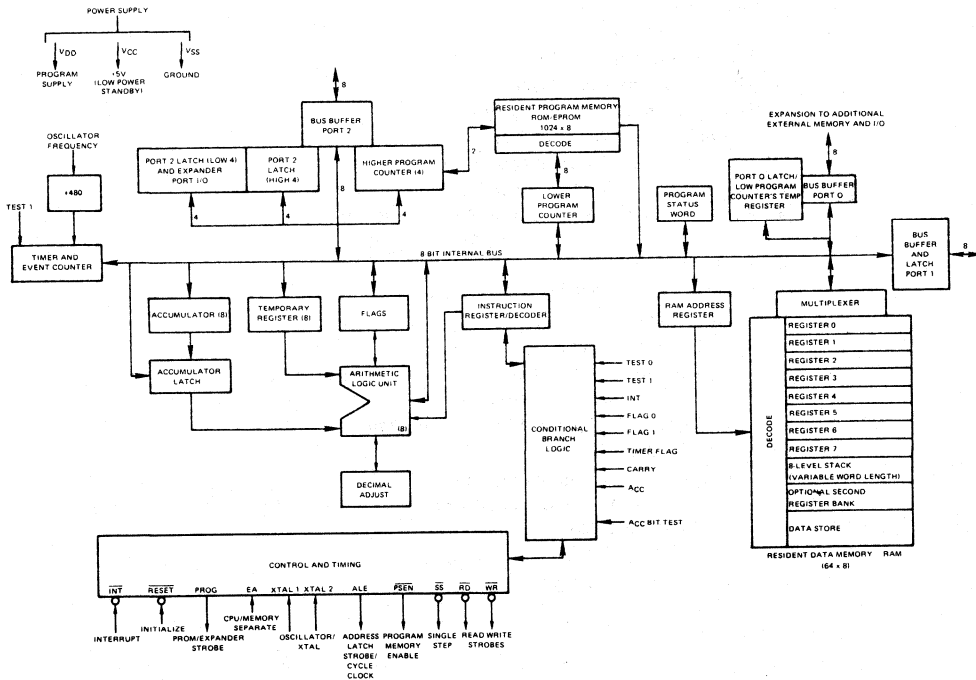 POWER SUPPLY
VDD
VCC
VSS
PROGRAM
SUPPLY
+5V
(LOW POWER
STANDBY)
GROUND
OSCILLATOR
FREQUENCY
÷480
TEST 1
TIMER AND
EVENT COUNTER
8
BUS BUFFER
PORT 2
PORT 2 LATCH (LOW 4)
AND EXPANDER
PORT I/O
PORT 2
LATCH
(HIGH 4)
HIGHER PROGRAM
COUNTER (4)
4
4
8
4
7
RESIDENT PROGRAM MEMORY
ROM-EPROM
1024 x 8
DECODE
8
LOWER
PROGRAM
COUNTER
PROGRAM
STATUS
WORD
EXPANSION TO ADDITIONAL
EXTERNAL MEMORY AND I/O
8
PORT 0 LATCH/
LOW PROGRAM
COUNTER'S TEMP
REGISTER
BUS BUFFER
PORT 0
BUS
BUFFER
AND
LATCH
PORT 1
8
8 BIT INTERNAL BUS
ACCUMULATOR (8)
TEMPORARY
REGISTER (8)
FLAGS
INSTRUCTION
REGISTER/DECODER
RAM ADDRESS
REGISTER
MULTIPLEXER
ACCUMULATOR
LATCH
ARITHMETIC
LOGIC UNIT
(8)
DECIMAL
ADJUST
CONDITIONAL
BRANCH
LOGIC
TEST 0
TEST 1
INT
FLAG 0
FLAG 1
TIMER FLAG
CARRY
ACC
ACC BIT TEST
DECODE
REGISTER 0
REGISTER 1
REGISTER 2
REGISTER 3
REGISTER 4
REGISTER 5
REGISTER 6
REGISTER 7
8-LEVEL STACK
(VARIABLE WORD LENGTH)
OPTIONAL SECOND
REGISTER BANK
DATA STORE
RESIDENT DATA MEMORY RAM
(64 x 8)
CONTROL AND TIMING
INT RESET PROG EA XTAL 1 XTAL 2 ALE PSEN SS RD WR
INTERRUPT
INITIALIZE
PROM/EXPANDER
STROBE
CPU/MEMORY
SEPARATE
OSCILLATOR/
XTAL
ADDRESS
LATCH
STROBE/
CYCLE
CLOCK
PROGRAM
MEMORY
ENABLE
SINGLE
STEP
READ WRITE
STROBES